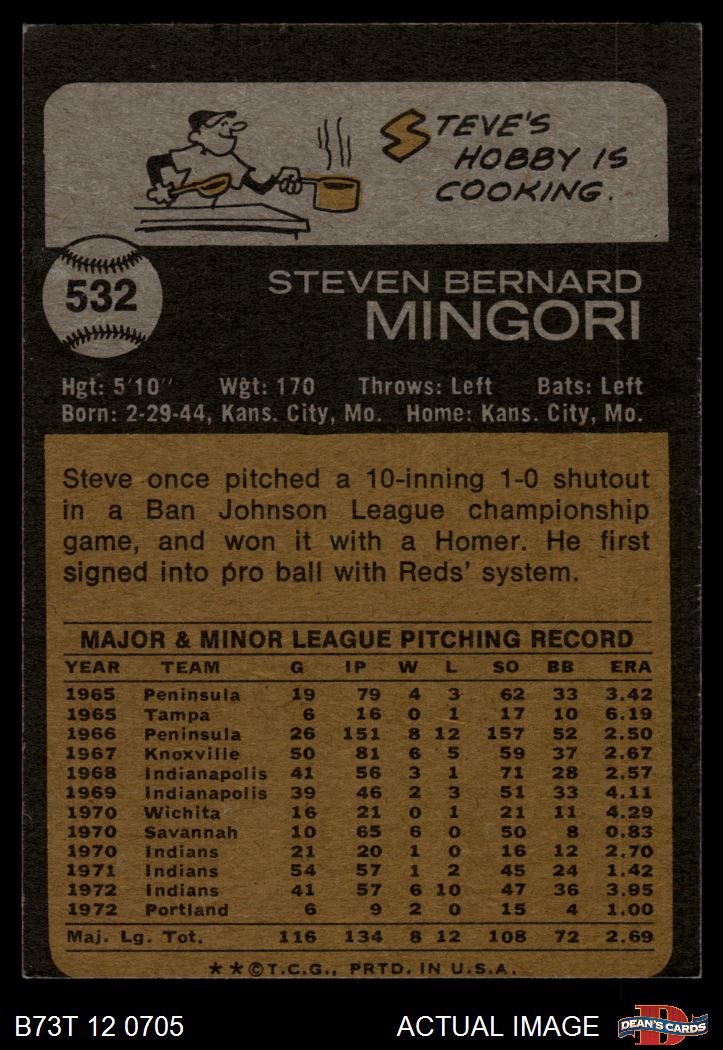 STEVE'S
HOBBY IS
COOKING.
532
STEVEN BERNARD
MINGORI
Hgt: 5'10" Wgt: 170 Throws: Left Bats: Left
Born: 2-29-44, Kans. City, Mo. Home: Kans. City, Mo.
Steve once pitched a 10-inning 1-0 shutout
in a Ban Johnson League championship
game, and won it with a Homer. He first
signed into pro ball with Reds' system.
MAJOR & MINOR LEAGUE PITCHING RECORD
YEAR TEAM G IP W L SO BB ERA
1965 Peninsula 19 79 4 3 62 33 3.42
1965 Tampa 6 16 0 1 17 10 6.19
1966 Peninsula 26 151 8 12 157 52 2.50
1967 Knoxville 50 81 6 5 59 37 2.67
1968 Indianapolis 41 56 3 1 71 28 2.57
1969 Indianapolis 39 46 2 3 51 33 4.11
1970 Wichita 16 21 0 1 21 11 4.29
1970 Savannah 10 65 6 0 50 8 0.83
1970 Indians 21 20 1 0 16 12 2.70
1971 Indians 54 57 1 2 45 24 1.42
1972 Indians 41 57 6 10 47 36 3.95
1972 Portland 6 9 2 0 15 4 1.00
Maj. Lg. Tot. 116 134 8 12 108 72 2.69
**©T.C.G., PRTD. IN U.S.A.
B73T 12 0705 ACTUAL IMAGE
D
DEAN'S CARDS